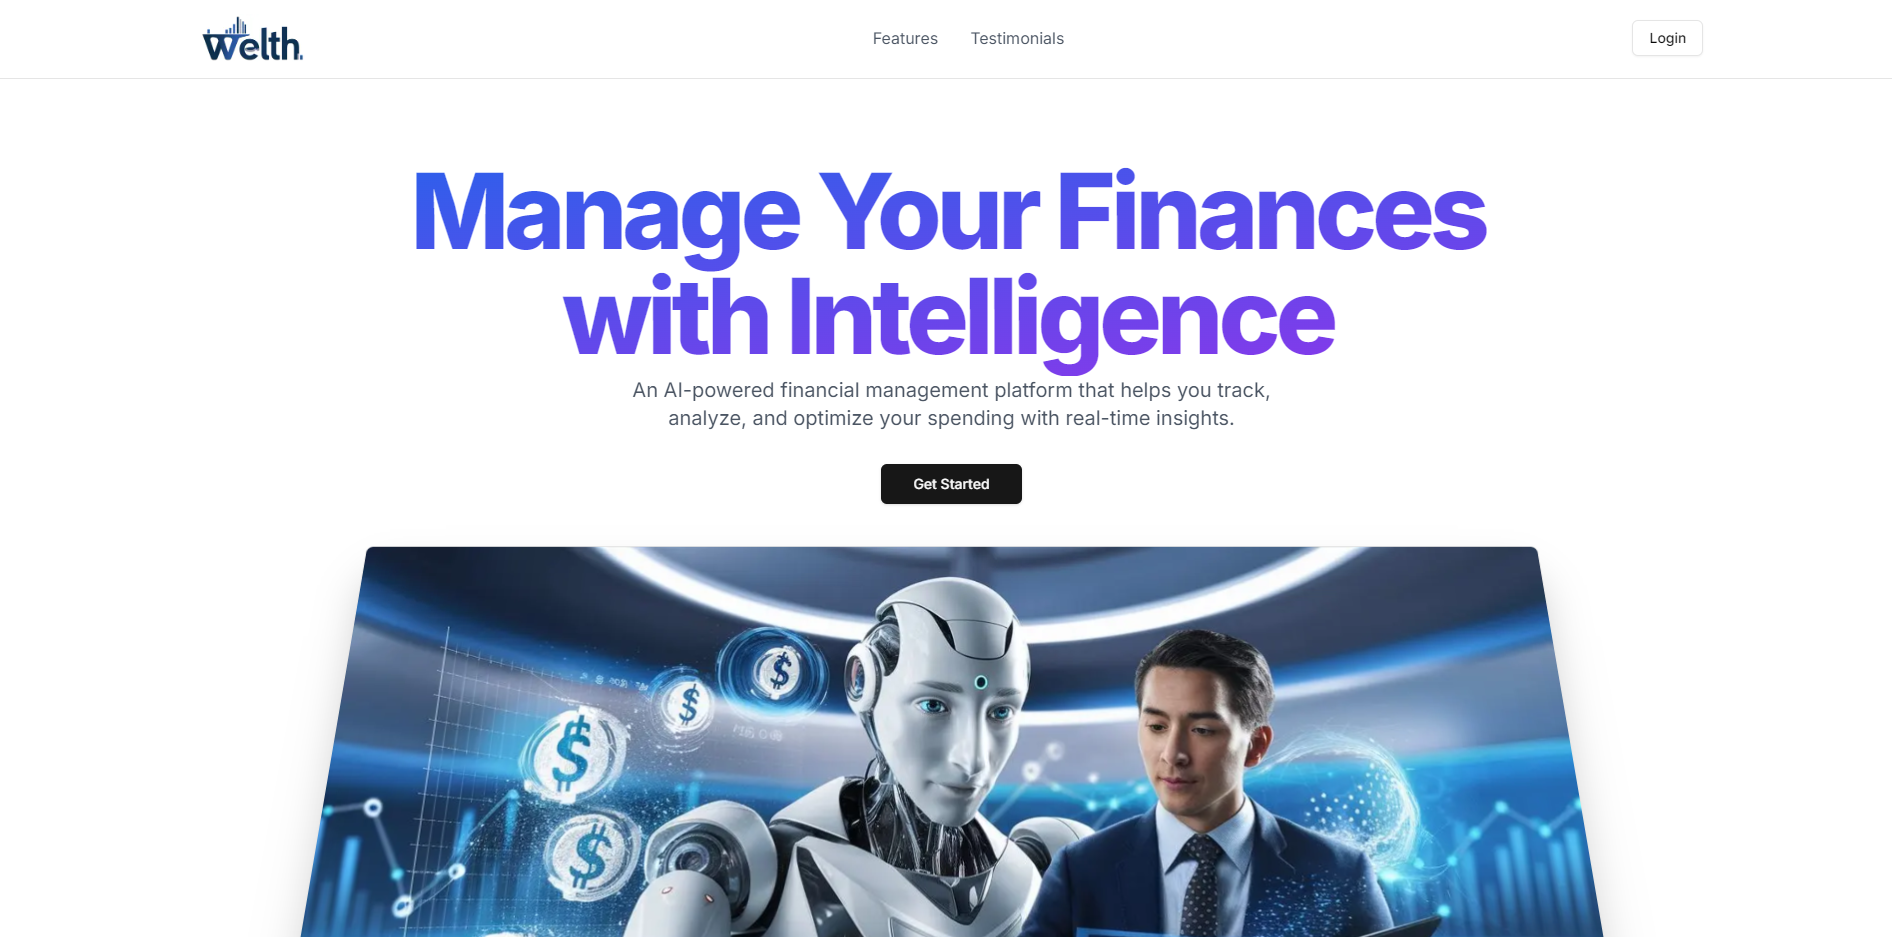 welth.
Features
Testimonials
Login
Manage Your Finances
with Intelligence
An AI-powered financial management platform that helps you track,
analyze, and optimize your spending with real-time insights.
Get Started
$
$
$
$